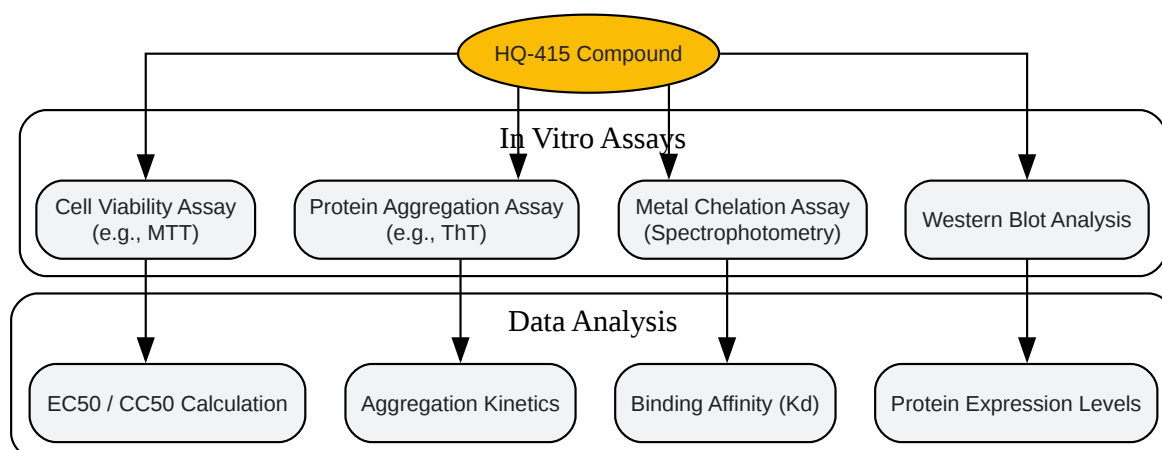 HQ-415 Compound
In Vitro Assays
Cell Viability Assay
(e.g., MTT)
Protein Aggregation Assay
(e.g., ThT)
Metal Chelation Assay
(Spectrophotometry)
Western Blot Analysis
Data Analysis
EC50 / CC50 Calculation
Aggregation Kinetics
Binding Affinity (Kd)
Protein Expression Levels